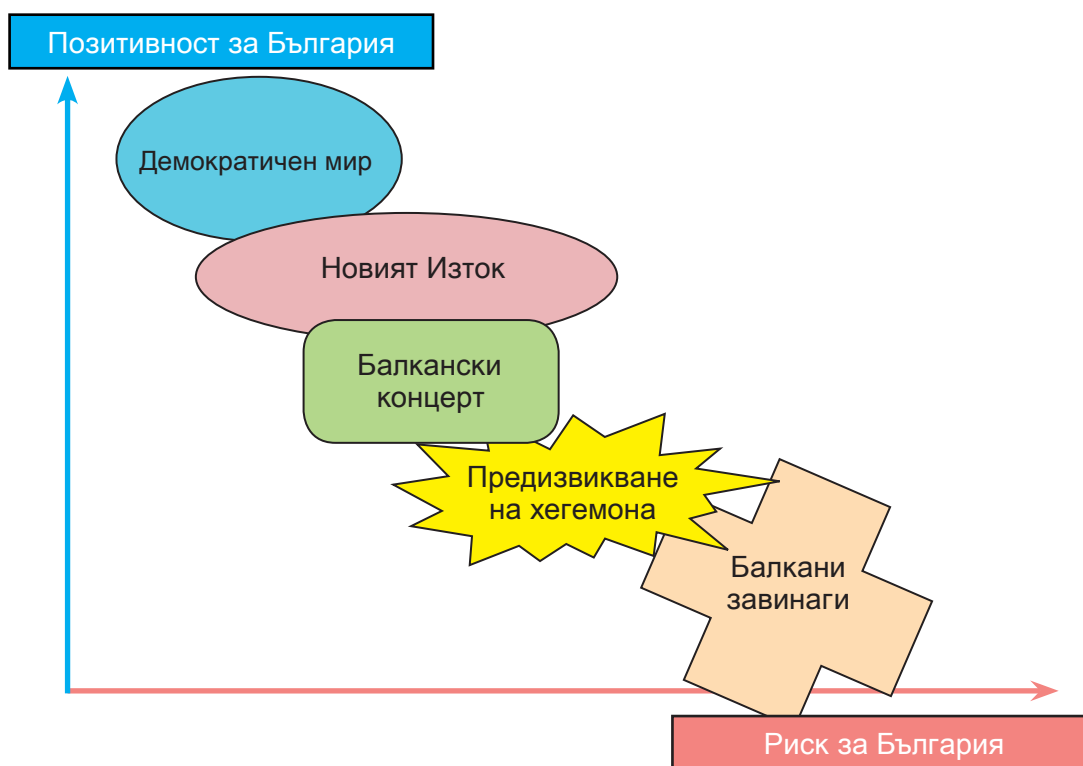 Позитивност за България
Демократичен мир
Новият Изток
Балкански
концерт
Предизвикване
на хегемона
Балкани
завинаги
Риск за България